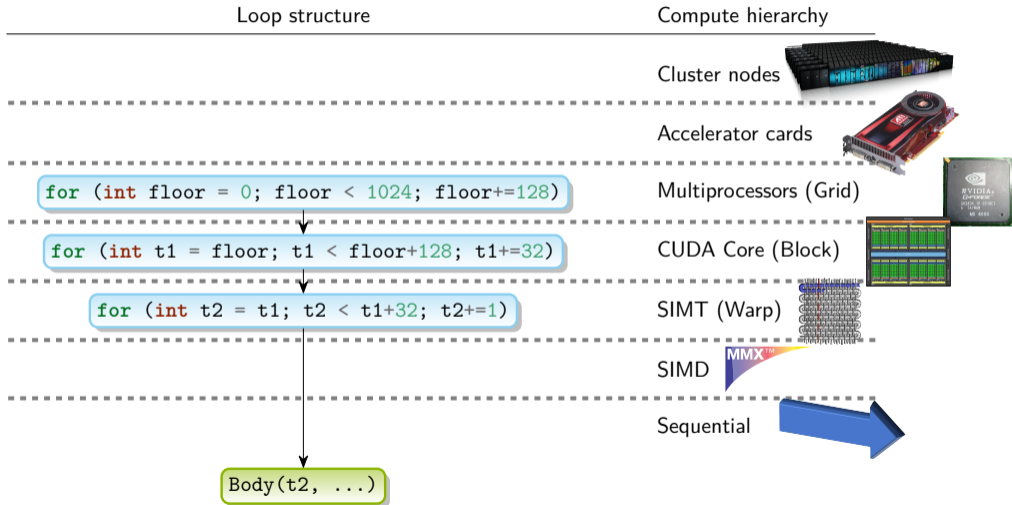 Loop structure
Compute hierarchy
Cluster nodes
Accelerator cards
for (int floor = 0; floor < 1024; floor+=128)
Multiprocessors (Grid)
NVIDIA
for (int t1 = floor; t1 < floor+128; t1+=32)
CUDA Core (Block)
for (int t2 = t1; t2 < t1+32; t2+=1)
SIMT (Warp)
SIMD
MMX™
Sequential
Body(t2, ...)